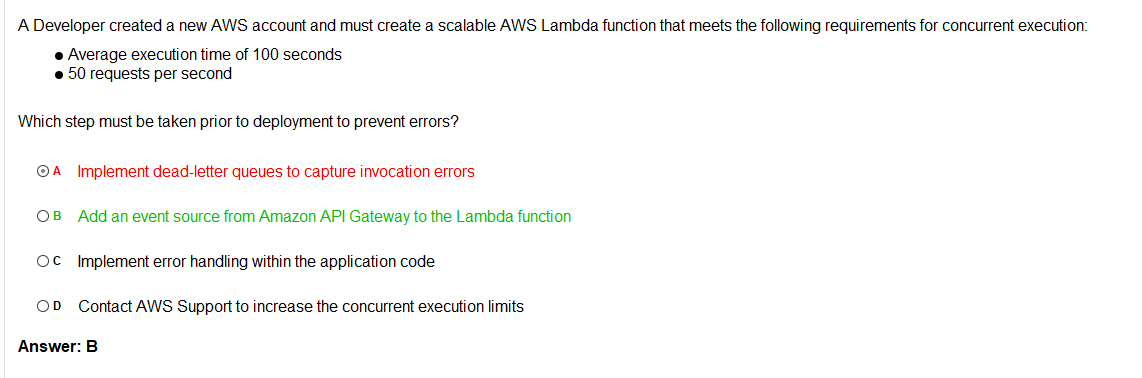 A Developer created a new AWS account and must create a scalable AWS Lambda function that meets the following requirements for concurrent execution:
● Average execution time of 100 seconds
● 50 requests per second
Which step must be taken prior to deployment to prevent errors?
A Implement dead-letter queues to capture invocation errors
B Add an event source from Amazon API Gateway to the Lambda function
C Implement error handling within the application code
D Contact AWS Support to increase the concurrent execution limits
Answer: B